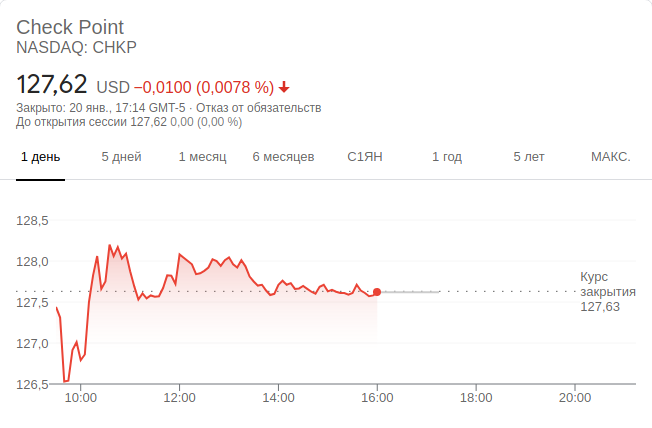 Check Point
NASDAQ: CHKP
127,62 USD −0,0100 (0,0078 %)
Закрыто: 20 янв., 17:14 GMT-5 · Отказ от обязательств
До открытия сессии 127,62 0,00 (0,00 %)
1 день 5 дней 1 месяц 6 месяцев С1ЯН 1 год 5 лет МАКС.
128,5
128,0
127,5
127,0
126,5
Курс
закрытия
127,63
10:00 12:00 14:00 16:00 18:00 20:00